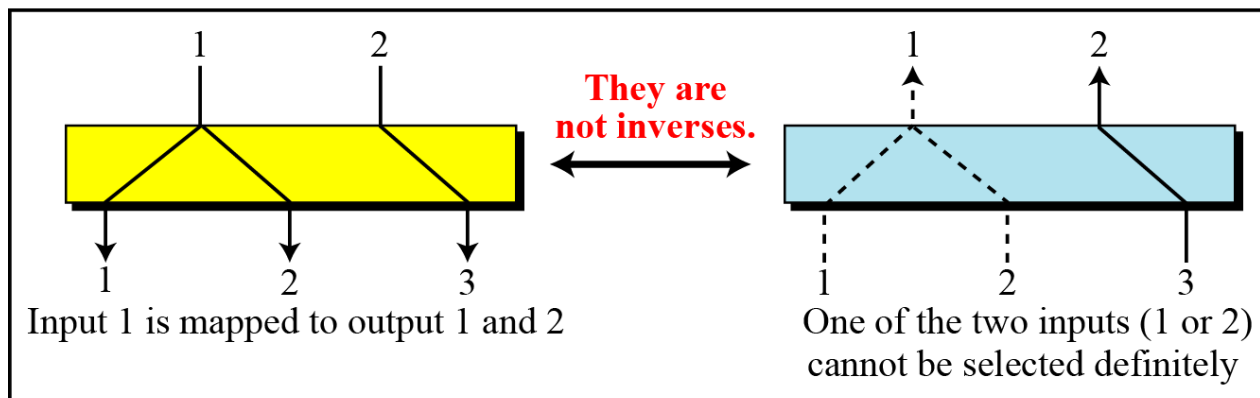 1 2
They are
not inverses.
1 2
1 2 3
Input 1 is mapped to output 1 and 2
1 2 3
One of the two inputs (1 or 2)
cannot be selected definitely